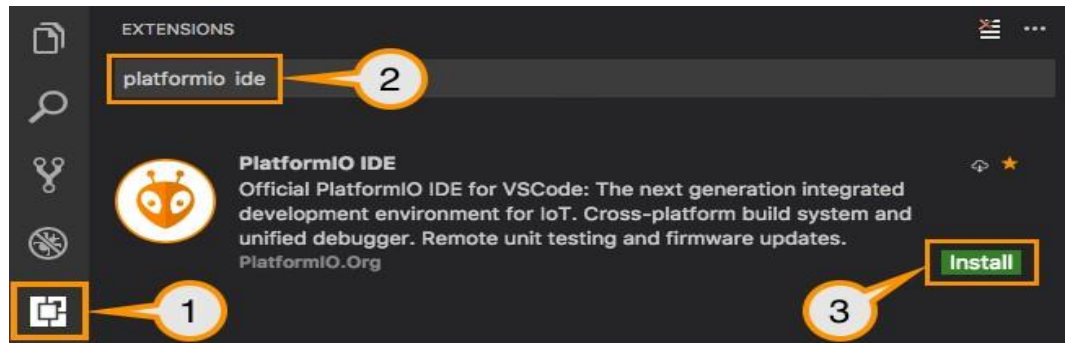 EXTENSIONS
platformio ide
2
PlatformIO IDE
Official PlatformIO IDE for VSCode: The next generation integrated
development environment for IoT. Cross-platform build system and
unified debugger. Remote unit testing and firmware updates.
PlatformIO.Org
Install
1
3